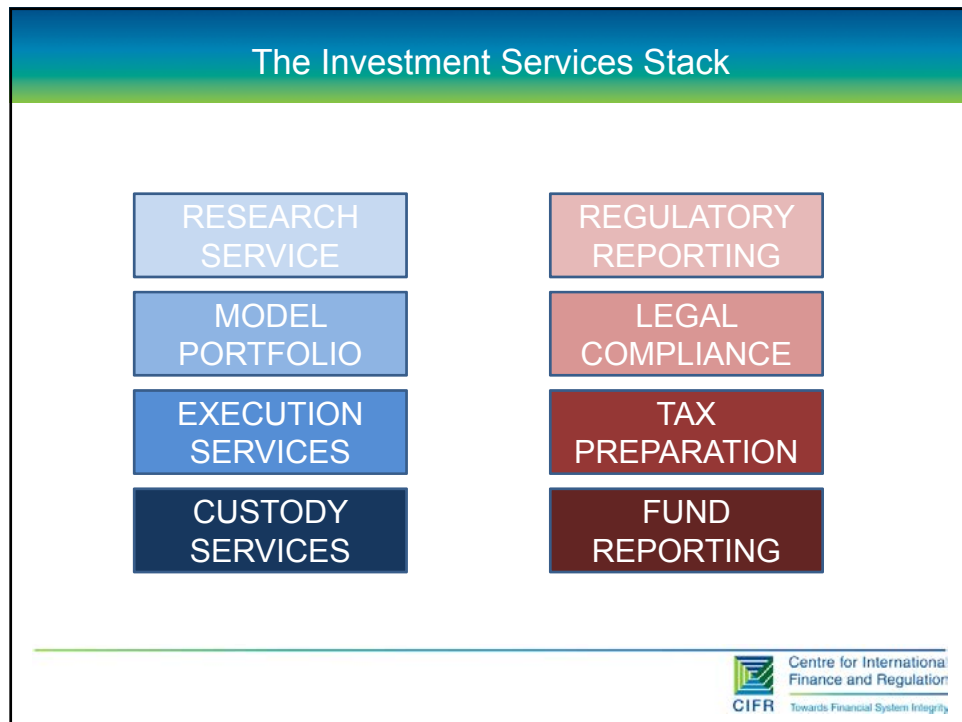 The Investment Services Stack
RESEARCH
SERVICE
MODEL
PORTFOLIO
EXECUTION
SERVICES
CUSTODY
SERVICES
REGULATORY
REPORTING
LEGAL
COMPLIANCE
TAX
PREPARATION
FUND
REPORTING
CIFR
Centre for Internationa
Finance and Regulation
Towards Financial System Integrity